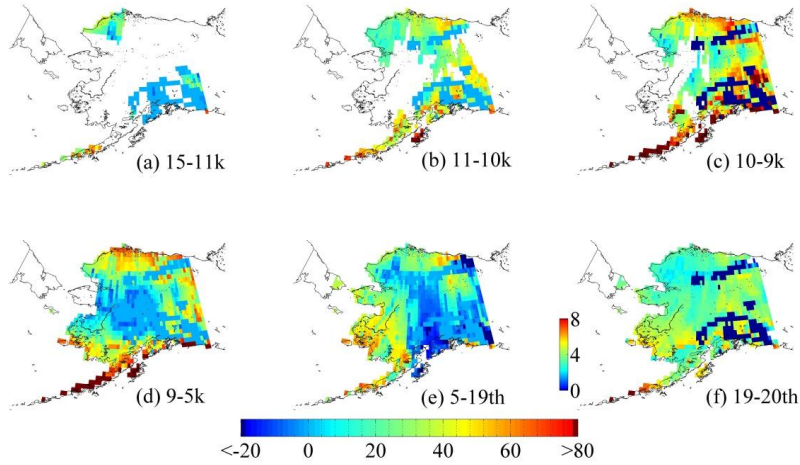 (a) 15-11k
(b) 11-10k
(c) 10-9k
(d) 9-5k
(e) 5-19th
8
4
0
(f) 19-20th
<-20 0 20 40 60 >80